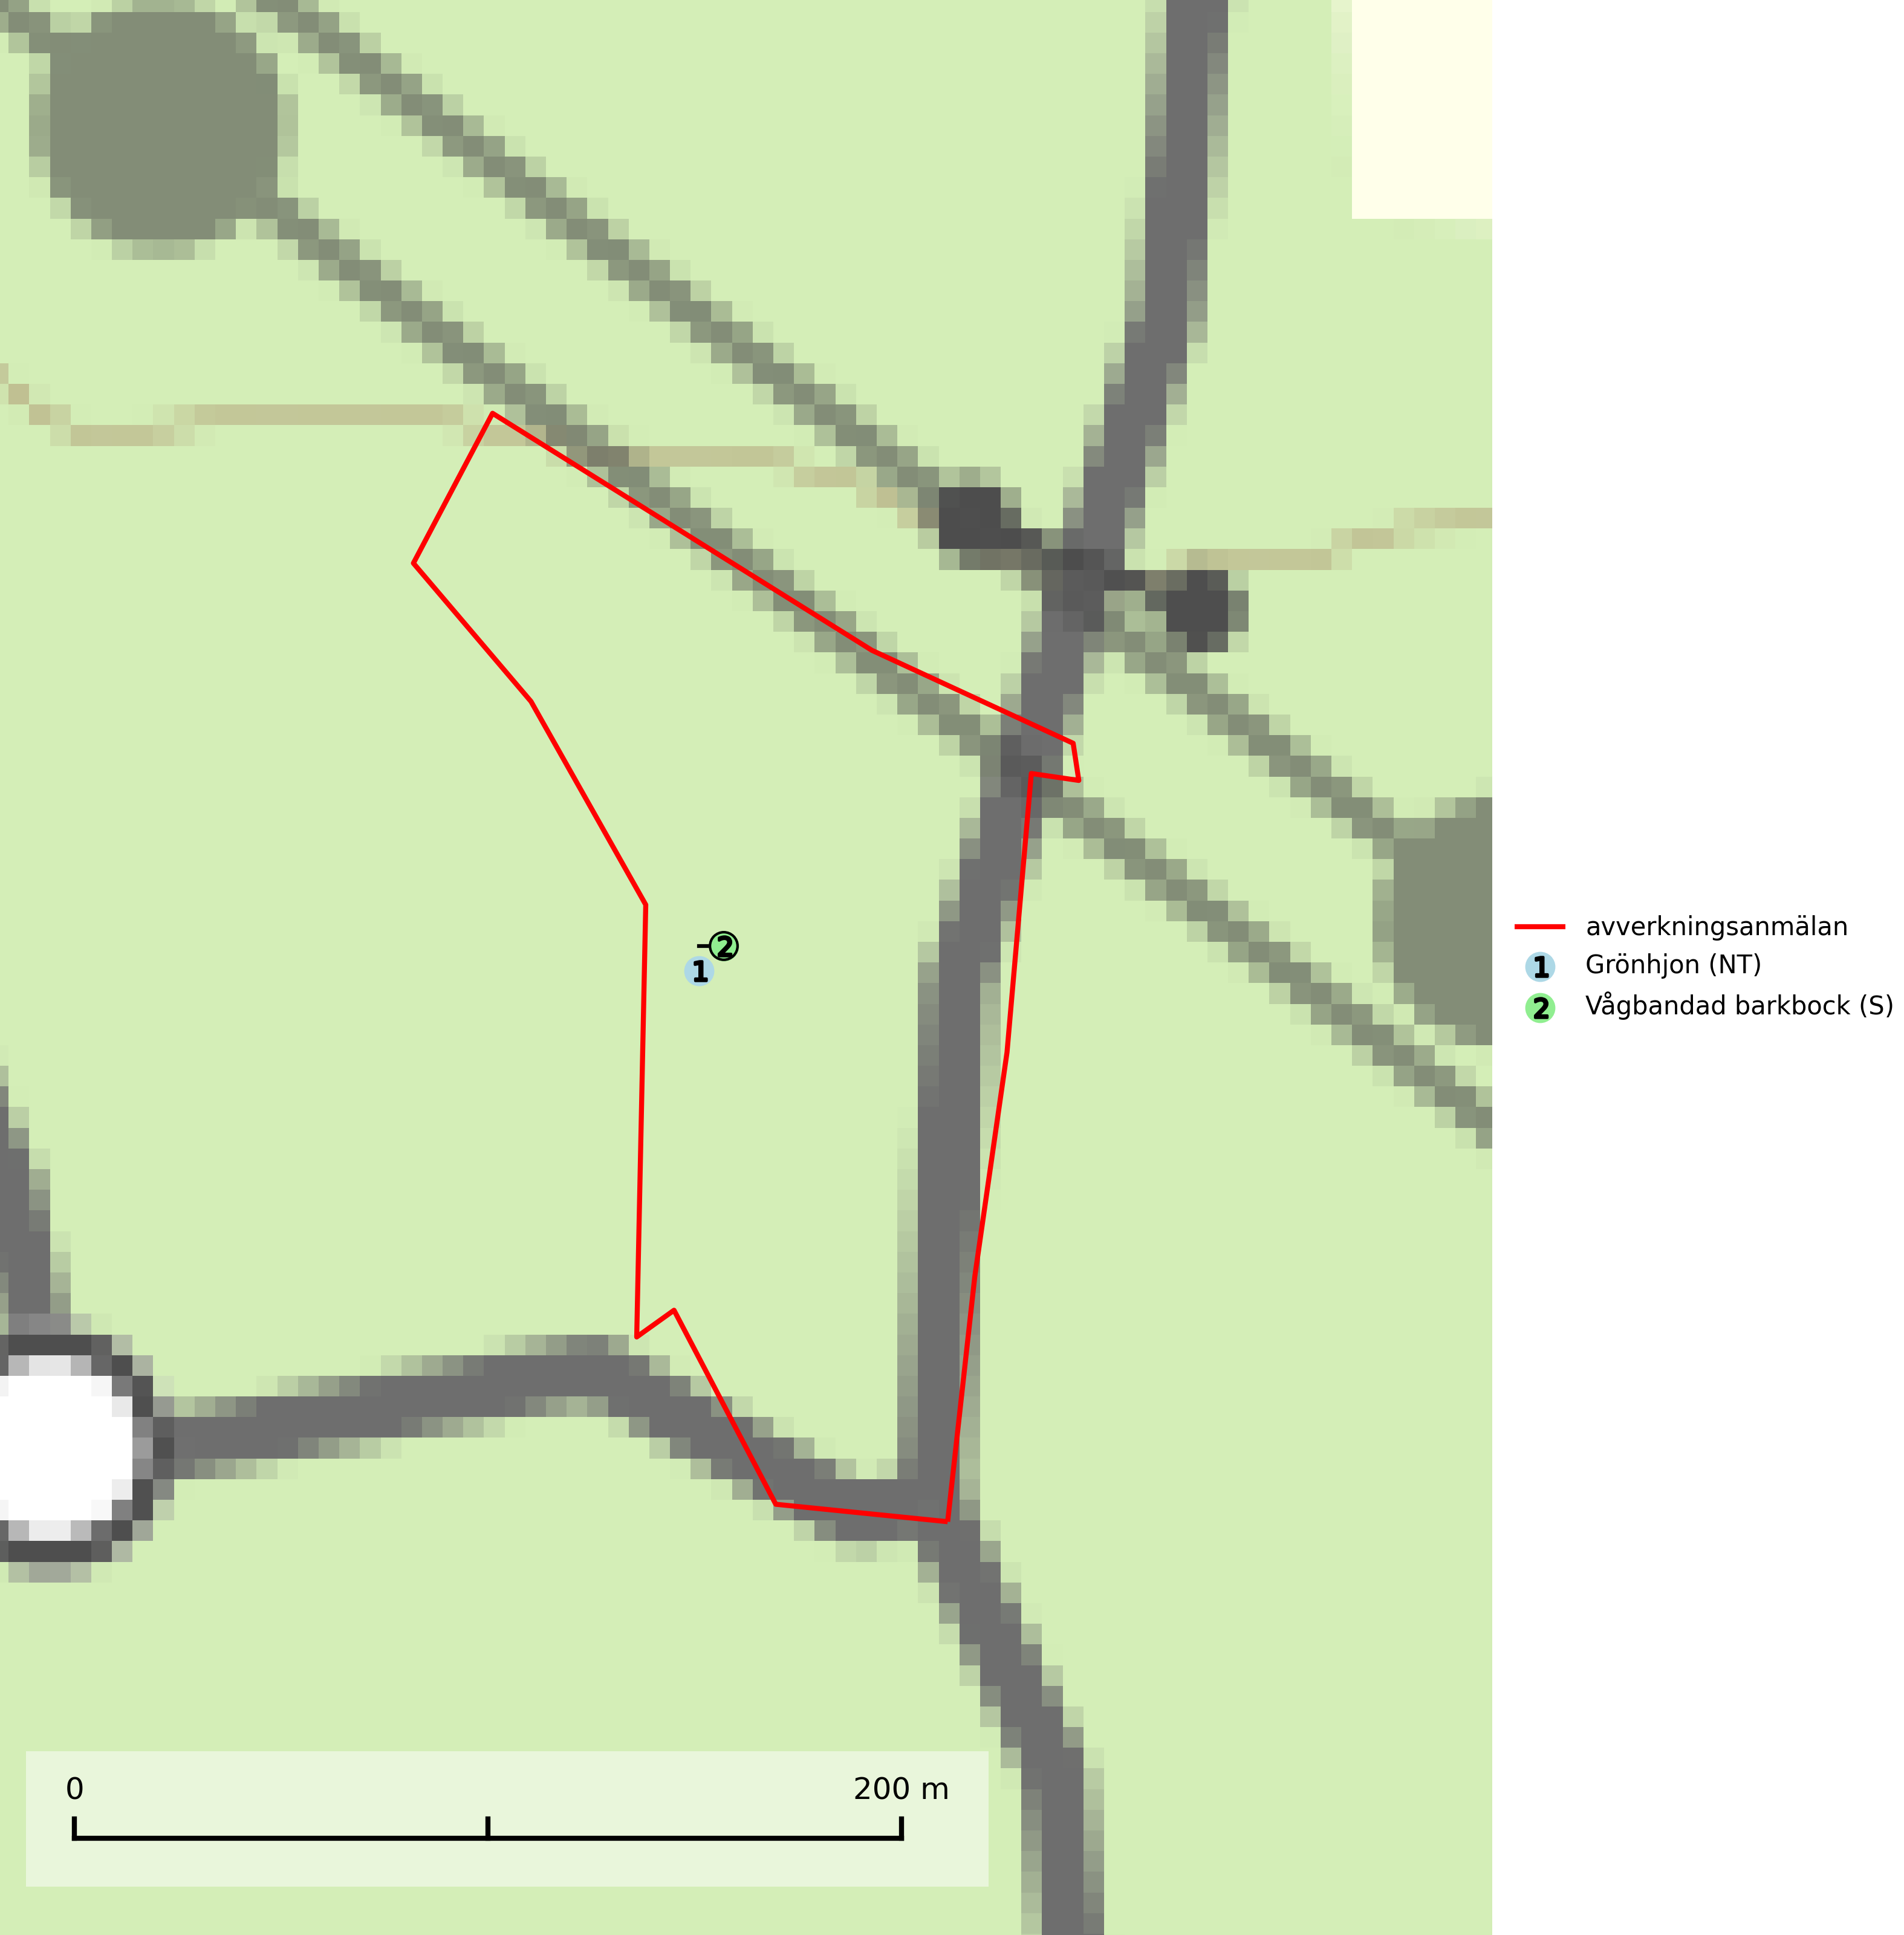 2
1
avverkningsanmälan
1 Grönhjon (NT)
2 Vågbandad barkbock (S)
0 200 m